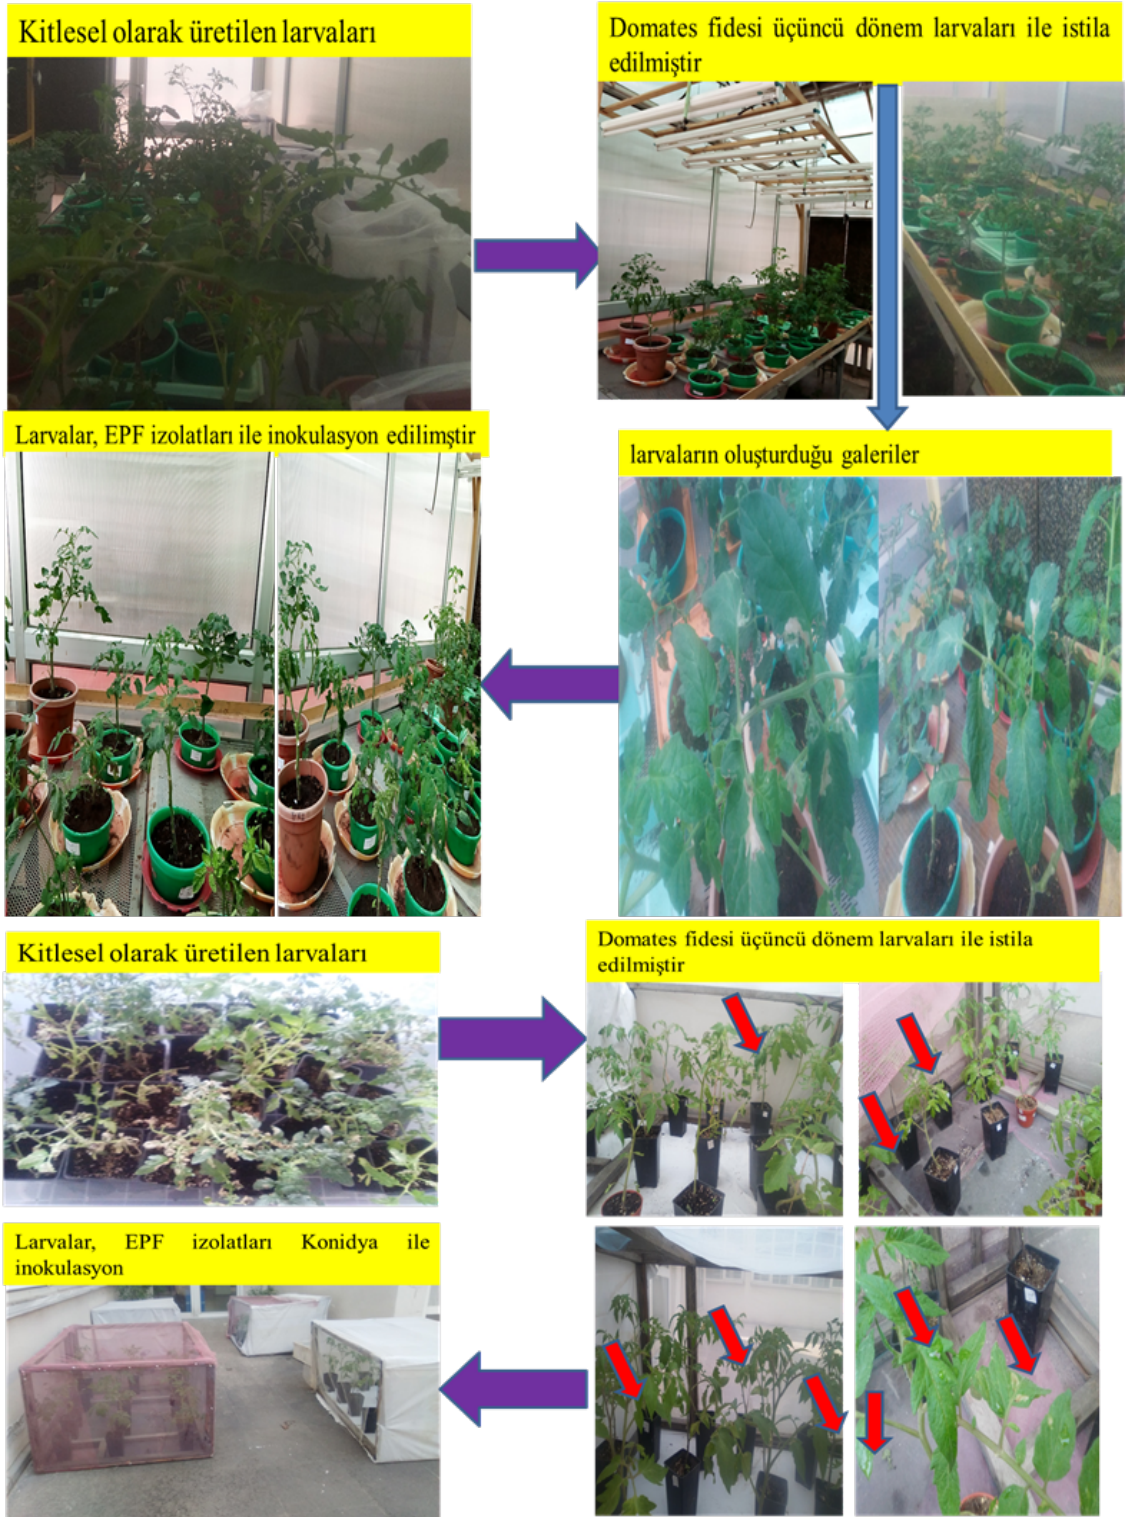 Kitlesel olarak üretilen larvaları
Domates fidesi üçüncü dönem larvaları ile istila
edilmiştir
Larvalar, EPF izolatları ile inokulasyon edilimştir
larvaların oluşturduğu galeriler
Kitlesel olarak üretilen larvaları
Domates fidesi üçüncü dönem larvaları ile istila
edilmiştir
Larvalar, EPF izolatları Konidya ile
inokulasyon